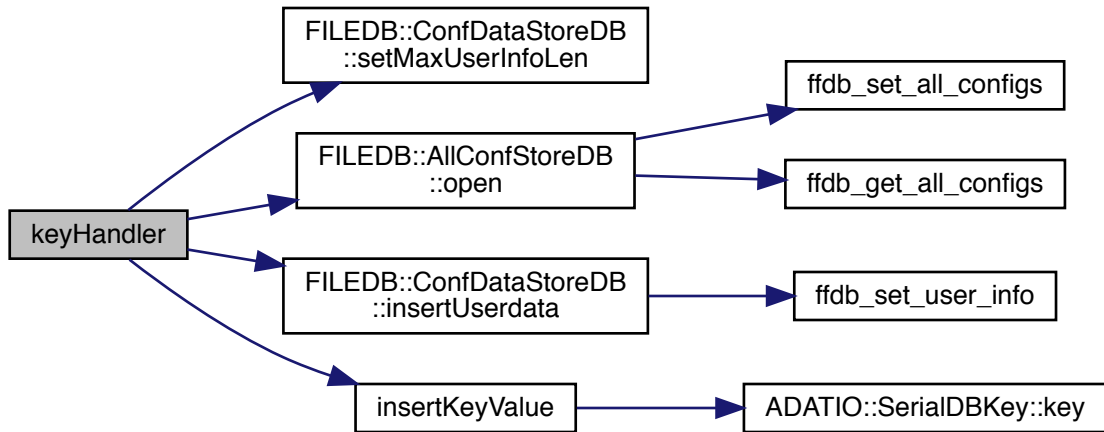 keyHandler
FILEDB::ConfDataStoreDB
::setMaxUserInfoLen
FILEDB::AllConfStoreDB
::open
ffdb_set_all_configs
ffdb_get_all_configs
FILEDB::ConfDataStoreDB
::insertUserdata
ffdb_set_user_info
insertKeyValue
ADATIO::SerialDBKey::key